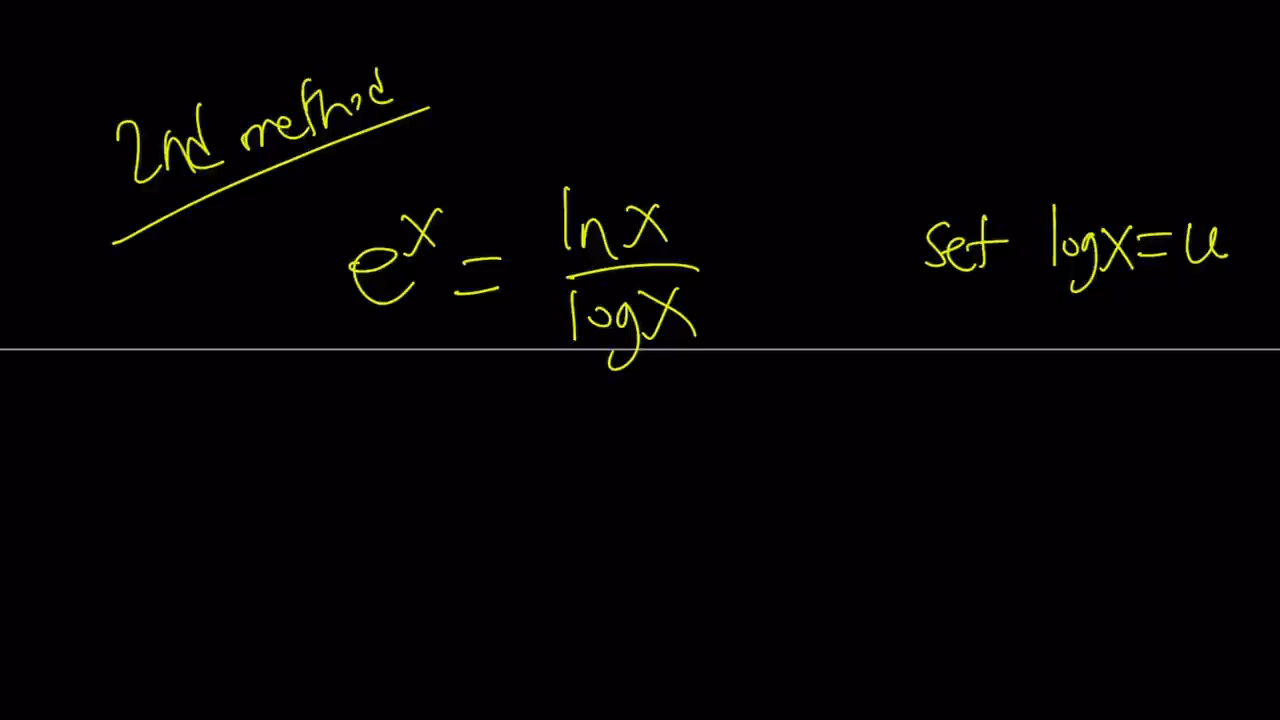 2nd method
e^x = ln x / log x
set log x = u